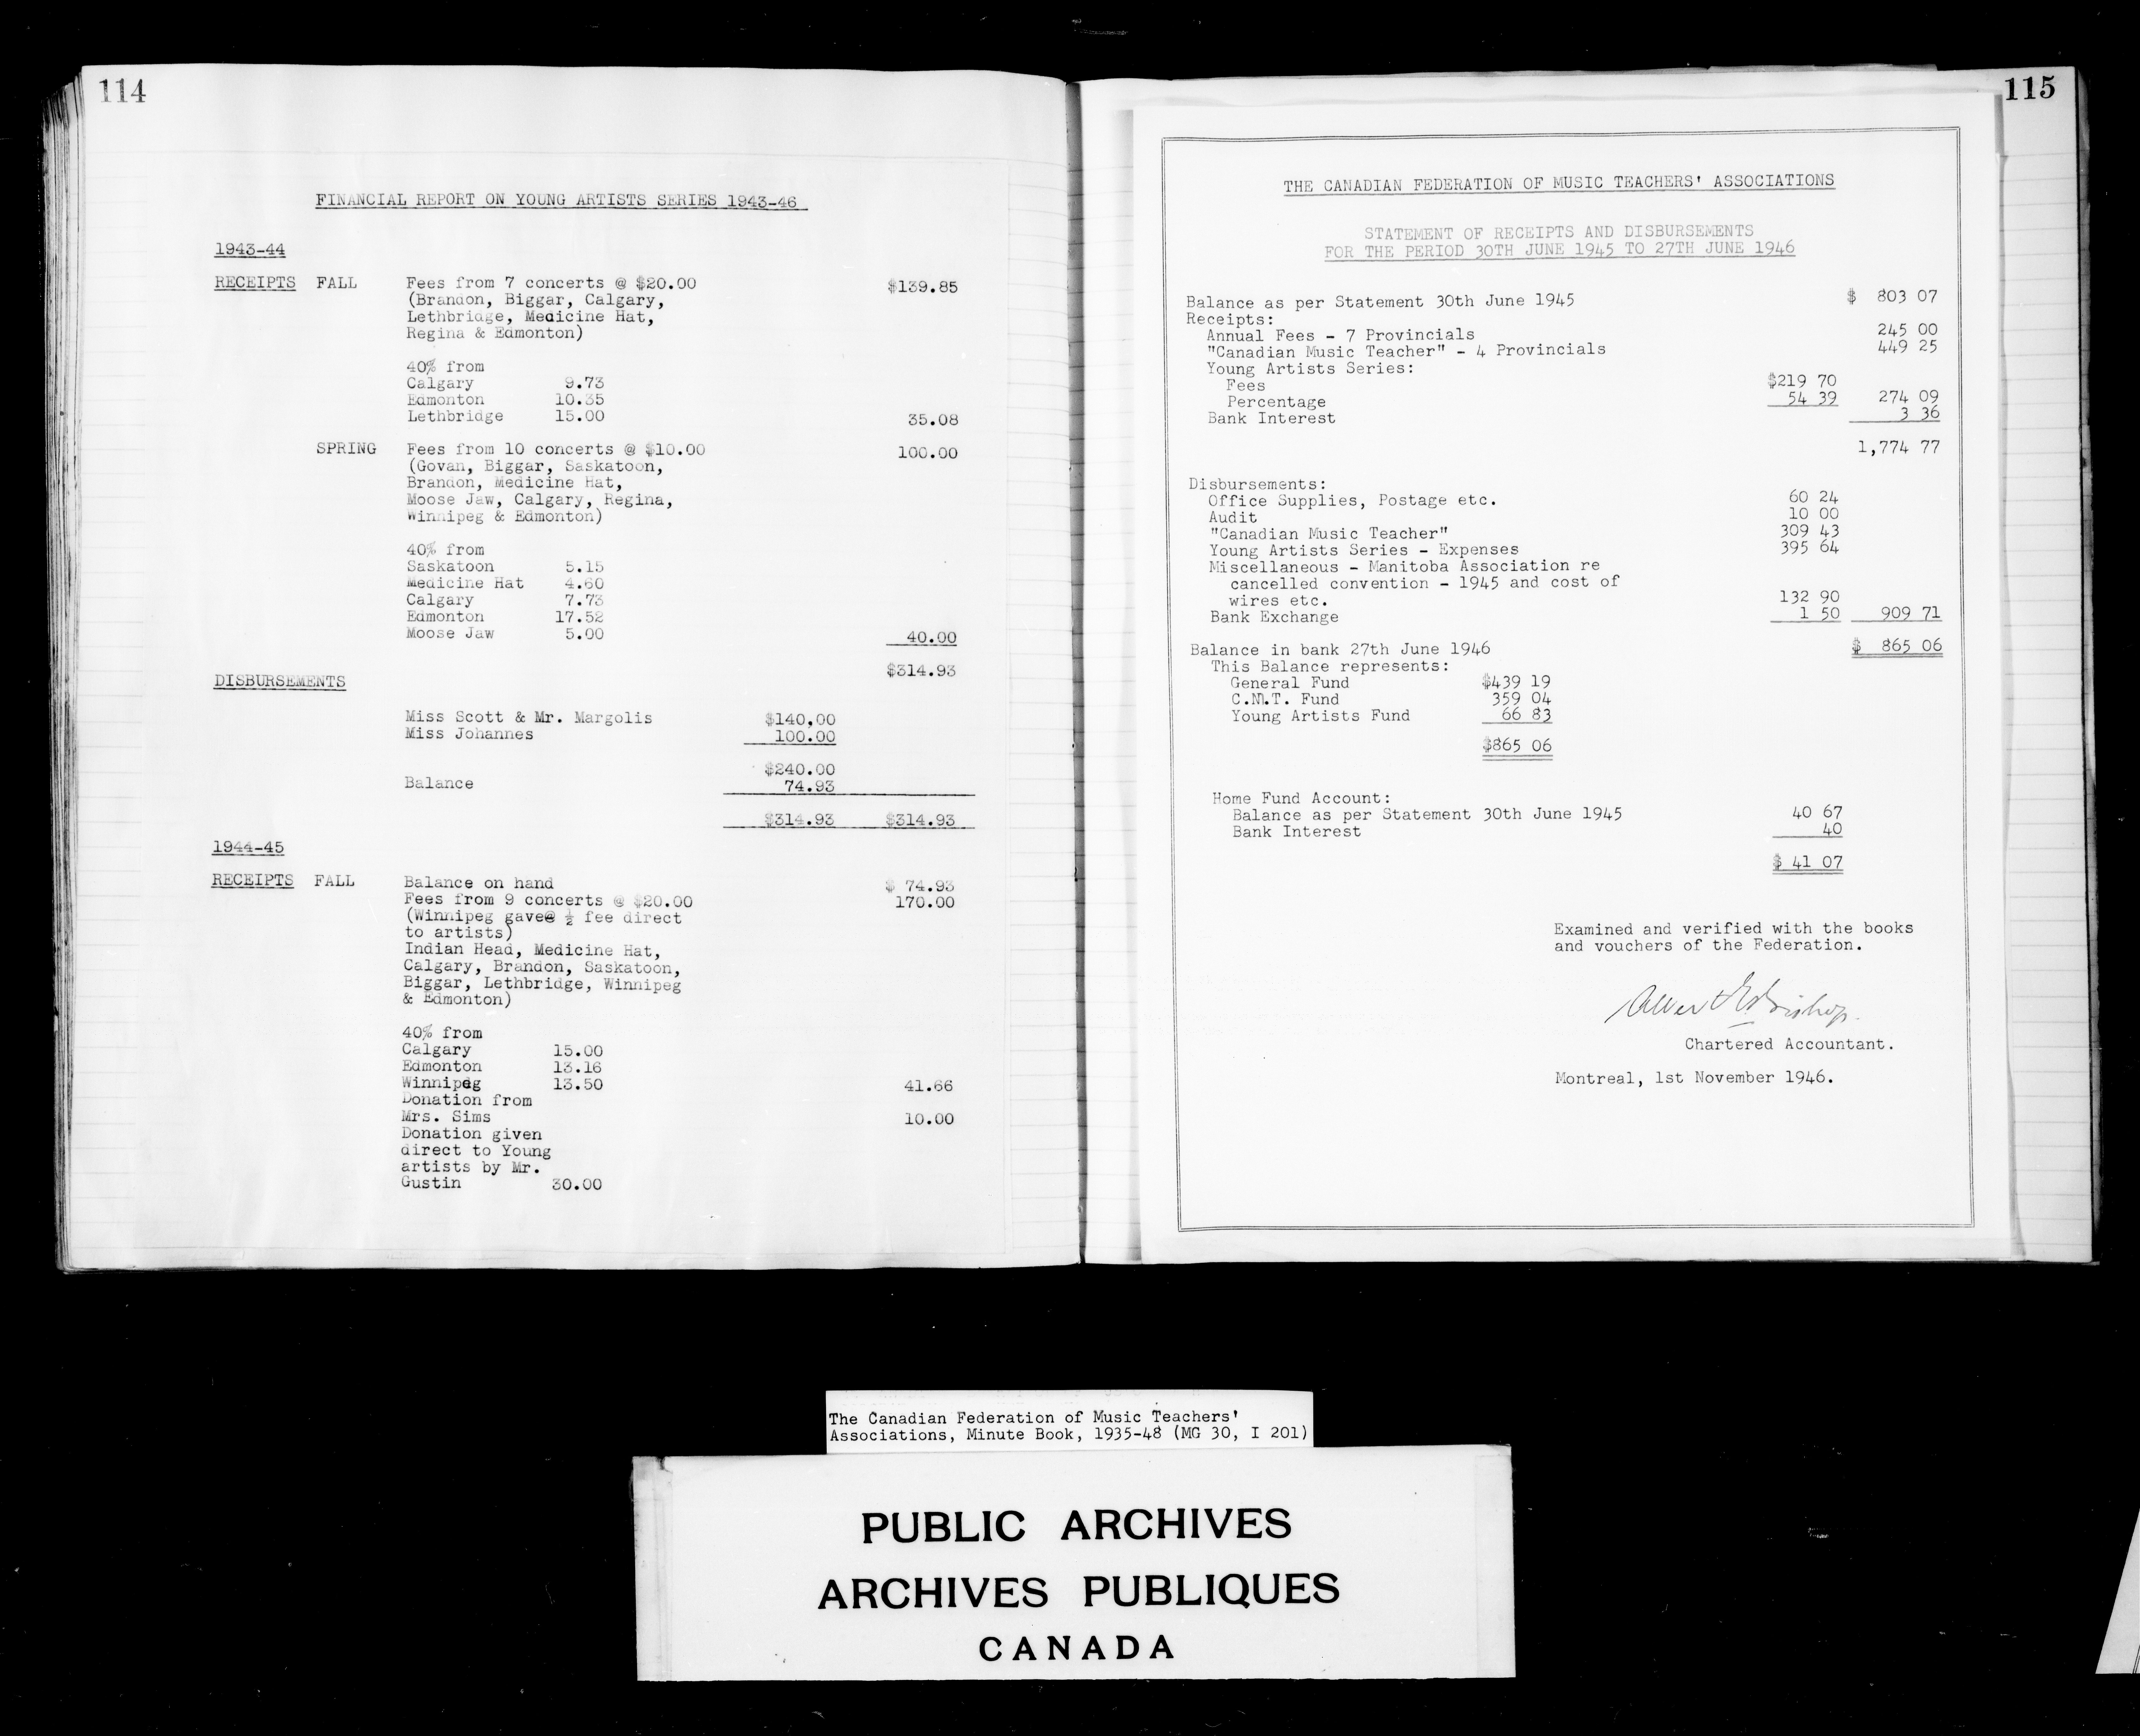 114
FINANCIAL REPORT ON YOUNG ARTISTS SERIES 1943-46
1943-44
RECEIPTS FALL Fees from 7 concerts @ $20.00 $139.85
(Brandon, Biggar, Calgary,
Lethbridge, Medicine Hat,
Regina & Edmonton)
40% from
Calgary 9.73
Edmonton 10.35
Lethbridge 15.00 35.08
SPRING Fees from 10 concerts @ $10.00 100.00
(Govan, Biggar, Saskatoon,
Brandon, Medicine Hat,
Moose Jaw, Calgary, Regina,
Winnipeg & Edmonton)
40% from
Saskatoon 5.15
Medicine Hat 4.60
Calgary 7.73
Edmonton 17.52
Moose Jaw 5.00 40.00
$314.93
DISBURSEMENTS
Miss Scott & Mr. Margolis $140,00
Miss Johannes 100.00
$240.00
Balance 74.93
$314.93 $314.93
1944-45
RECEIPTS FALL Balance on hand $ 74.93
Fees from 9 concerts @ $20.00 170.00
(Winnipeg gave@ ½ fee direct
to artists)
Indian Head, Medicine Hat,
Calgary, Brandon, Saskatoon,
Biggar, Lethbridge, Winnipeg
& Edmonton)
40% from
Calgary 15.00
Edmonton 13.16
Winnipeg 13.50 41.66
Donation from
Mrs. Sims 10.00
Donation given
direct to Young
artists by Mr.
Gustin 30.00
115
THE CANADIAN FEDERATION OF MUSIC TEACHERS' ASSOCIATIONS
STATEMENT OF RECEIPTS AND DISBURSEMENTS
FOR THE PERIOD 30TH JUNE 1945 TO 27TH JUNE 1946
Balance as per Statement 30th June 1945 $ 803 07
Receipts:
Annual Fees - 7 Provincials 245 00
"Canadian Music Teacher" - 4 Provincials 449 25
Young Artists Series:
Fees $219 70
Percentage 54 39 274 09
Bank Interest 3 36
1,774 77
Disbursements:
Office Supplies, Postage etc. 60 24
Audit 10 00
"Canadian Music Teacher" 309 43
Young Artists Series - Expenses 395 64
Miscellaneous - Manitoba Association re
cancelled convention - 1945 and cost of
wires etc. 132 90
Bank Exchange 1 50 909 71
Balance in bank 27th June 1946 $ 865 06
This Balance represents:
General Fund $439 19
C.M.T. Fund 359 04
Young Artists Fund 66 83
$865 06
Home Fund Account:
Balance as per Statement 30th June 1945 40 67
Bank Interest 40
$ 41 07
Examined and verified with the books
and vouchers of the Federation.
Chartered Accountant.
Montreal, 1st November 1946.
The Canadian Federation of Music Teachers'
Associations, Minute Book, 1935-48 (MG 30, I 201)
PUBLIC ARCHIVES
ARCHIVES PUBLIQUES
CANADA